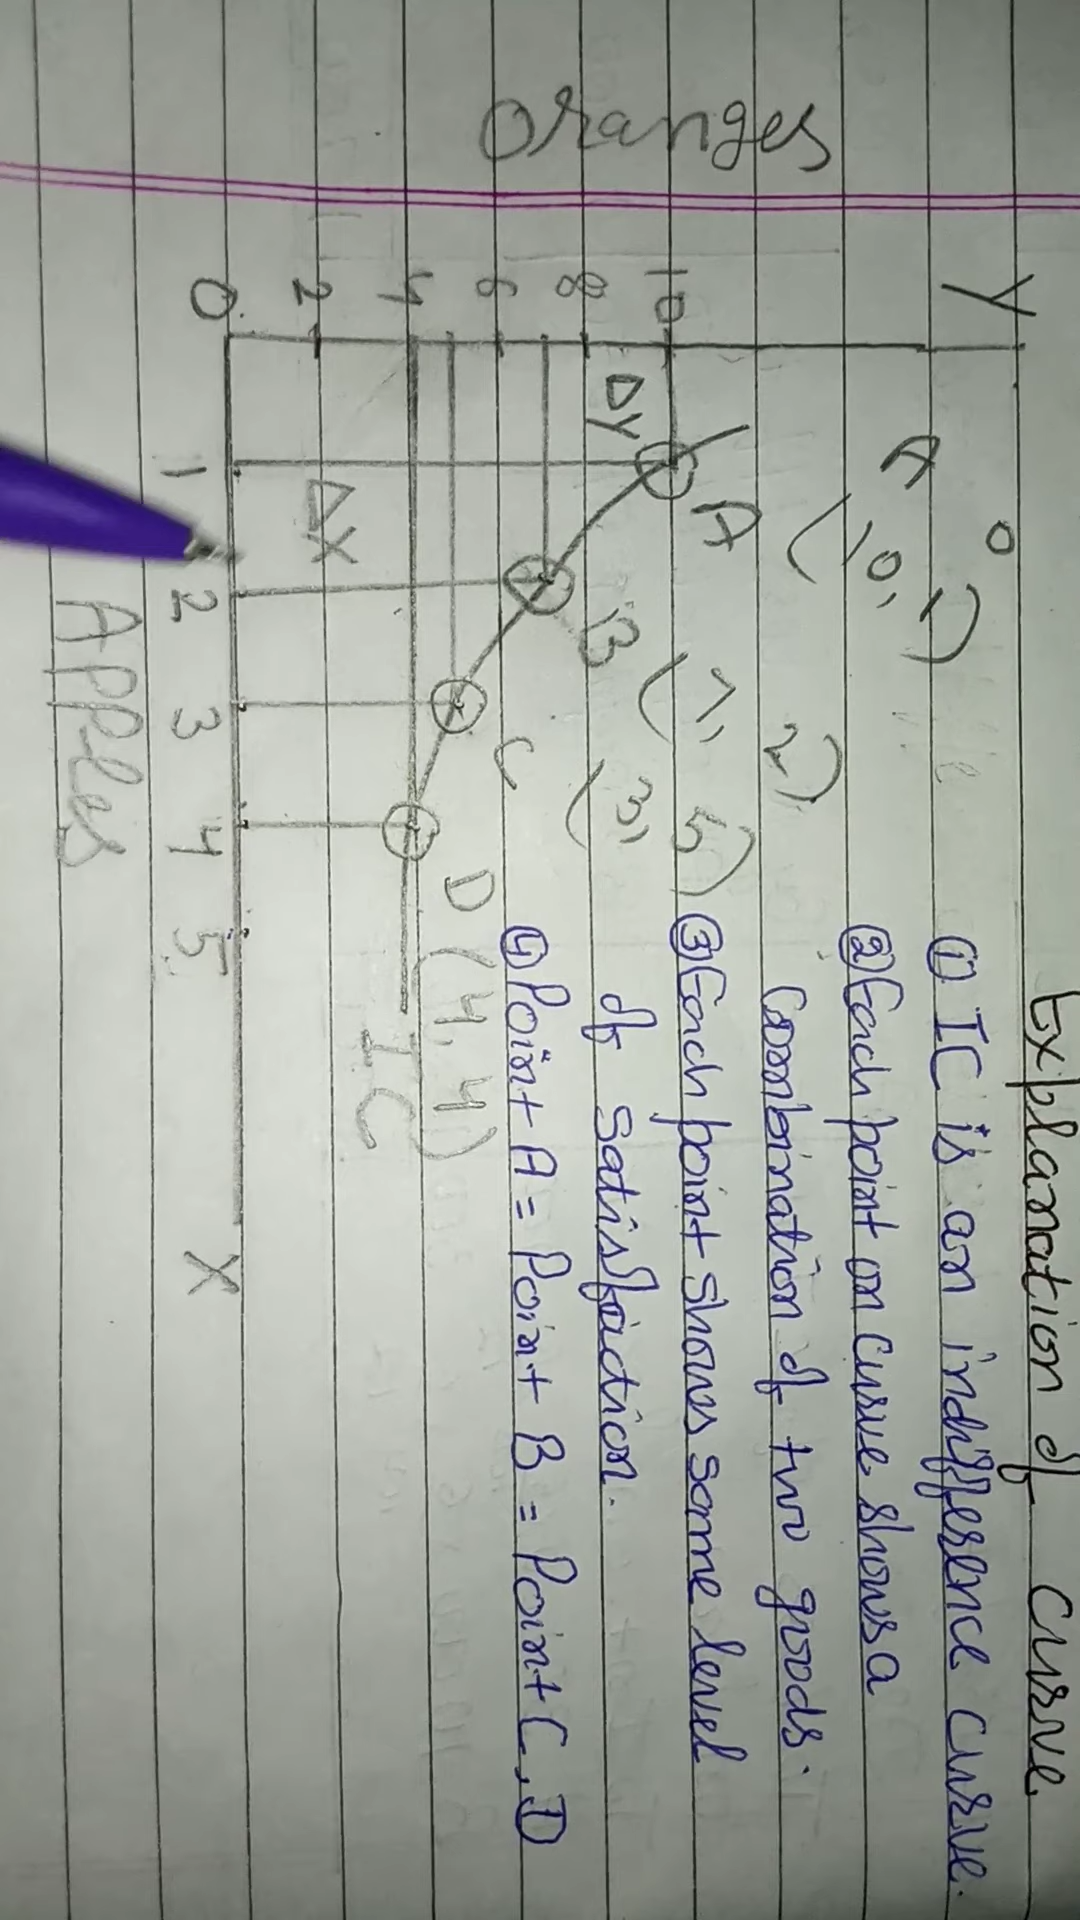 Explanation of curve
① IC is an indifference curve.
② Each point on curve shows a
combination of two goods.
③ Each point shows same level
of satisfaction.
④ Point A = Point B = Point C, D
Y
Oranges
10
8
6
4
2
0
1
2
3
4
5
X
Apples
ΔY
ΔX
A
A (10, 1)
B (7, 2)
C (3, 5)
D (4, 4)
IC